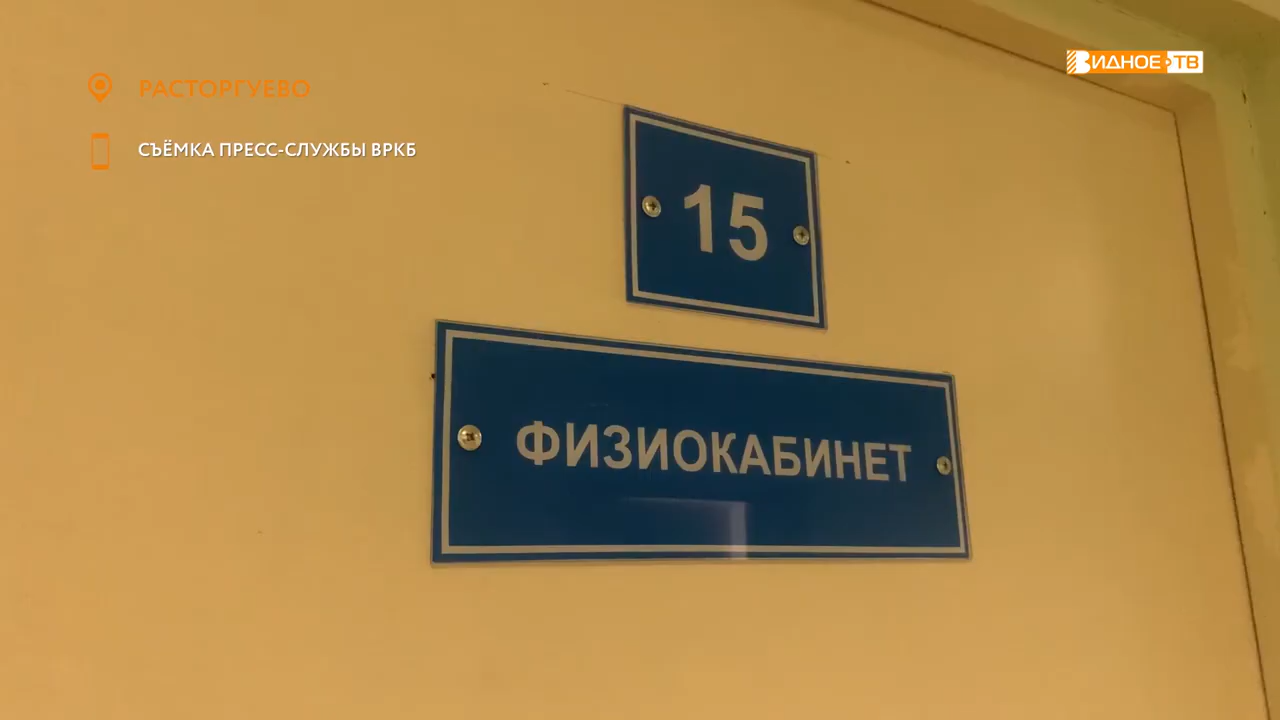 РАСТОРГУЕВО
ВИДНОЕ ТВ
СЪЁМКА ПРЕСС-СЛУЖБЫ ВРКБ
15
ФИЗИОКАБИНЕТ